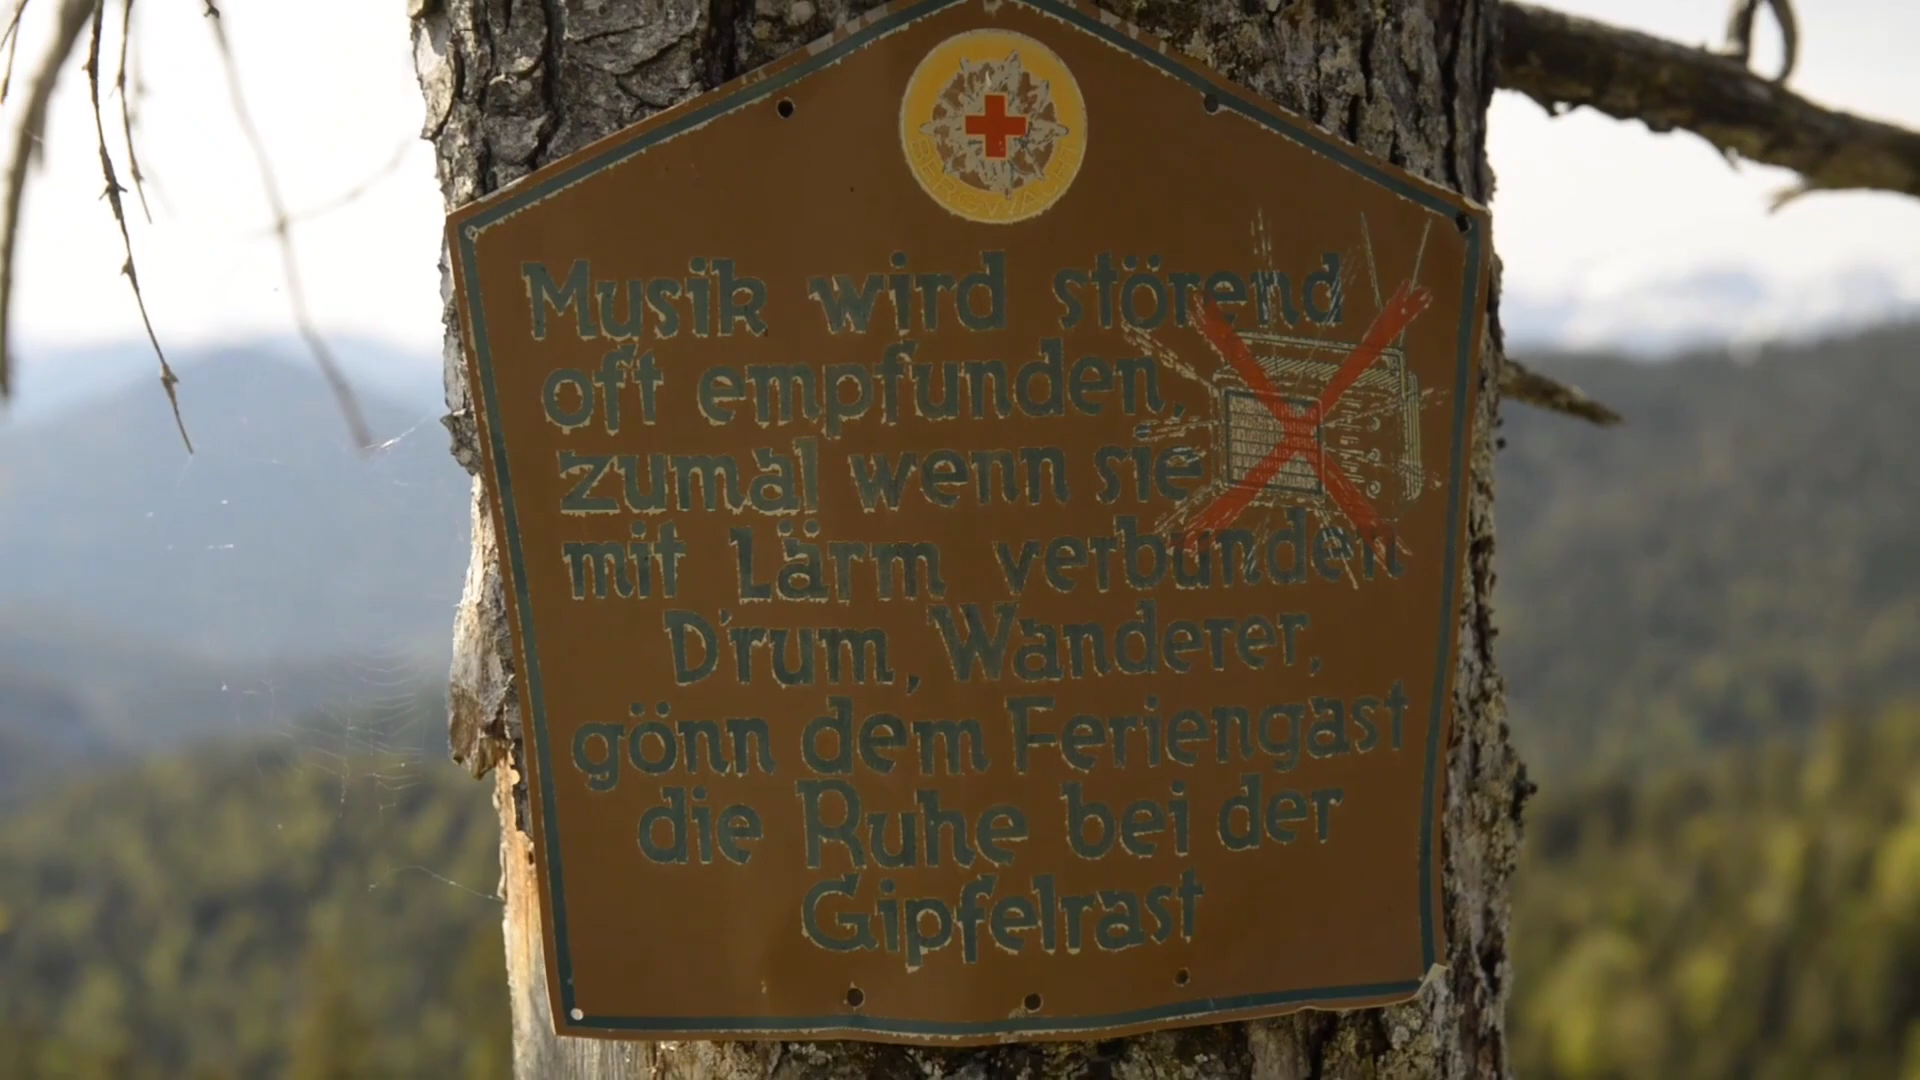 BERGWACHT
Musik wird störend
oft empfunden,
zumal wenn sie
mit Lärm verbunden
D'rum, Wanderer,
gönn dem Feriengast
die Ruhe bei der
Gipfelrast